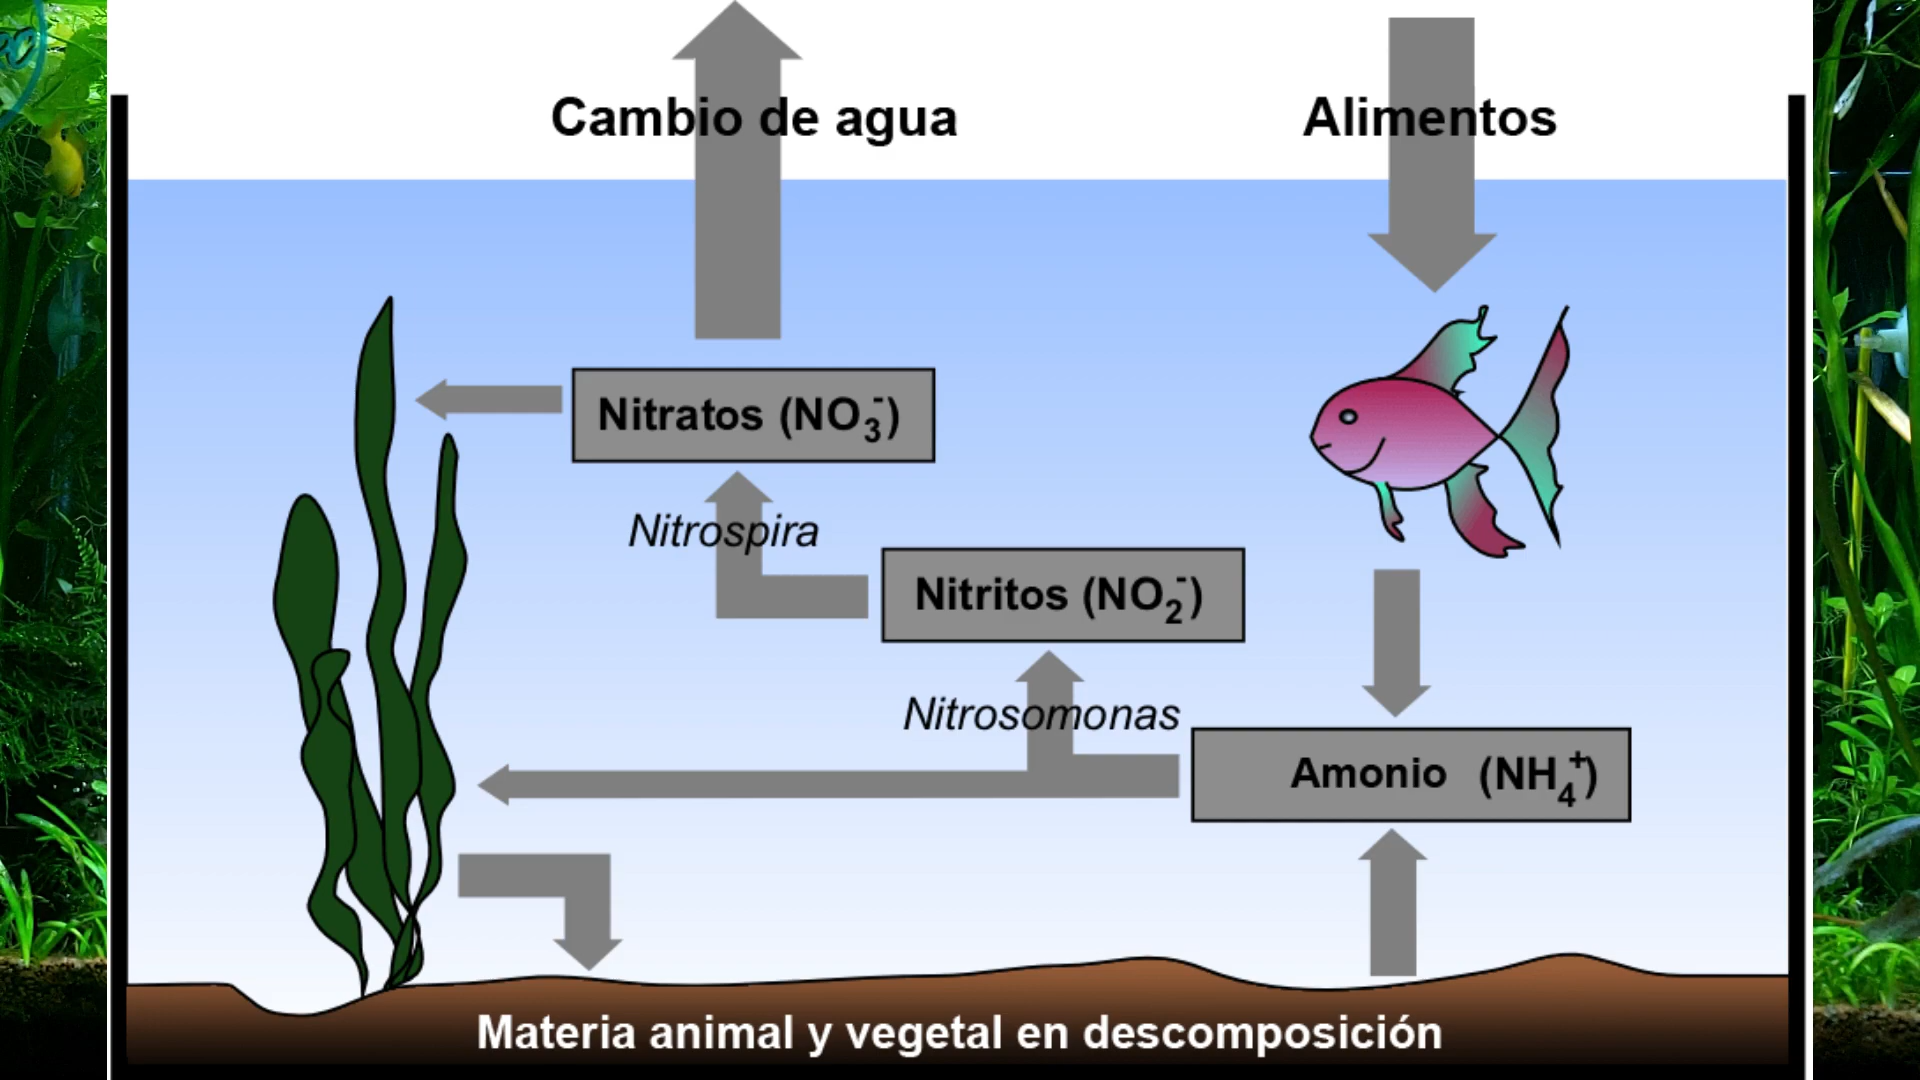 Cambio de agua
Alimentos
Nitratos (NO₃⁻)
Nitrospira
Nitritos (NO₂⁻)
Nitrosomonas
Amonio (NH₄⁺)
Materia animal y vegetal en descomposición